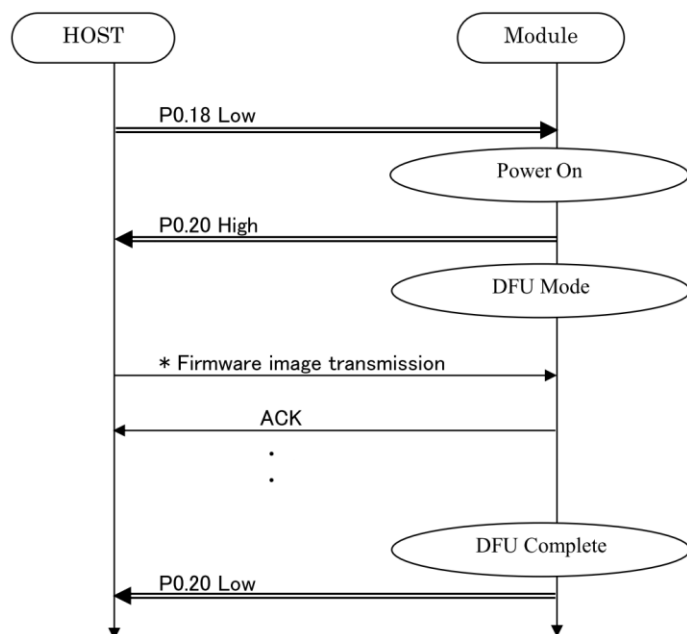 HOST
Module
P0.18 Low
Power On
P0.20 High
DFU Mode
* Firmware image transmission
ACK
DFU Complete
P0.20 Low